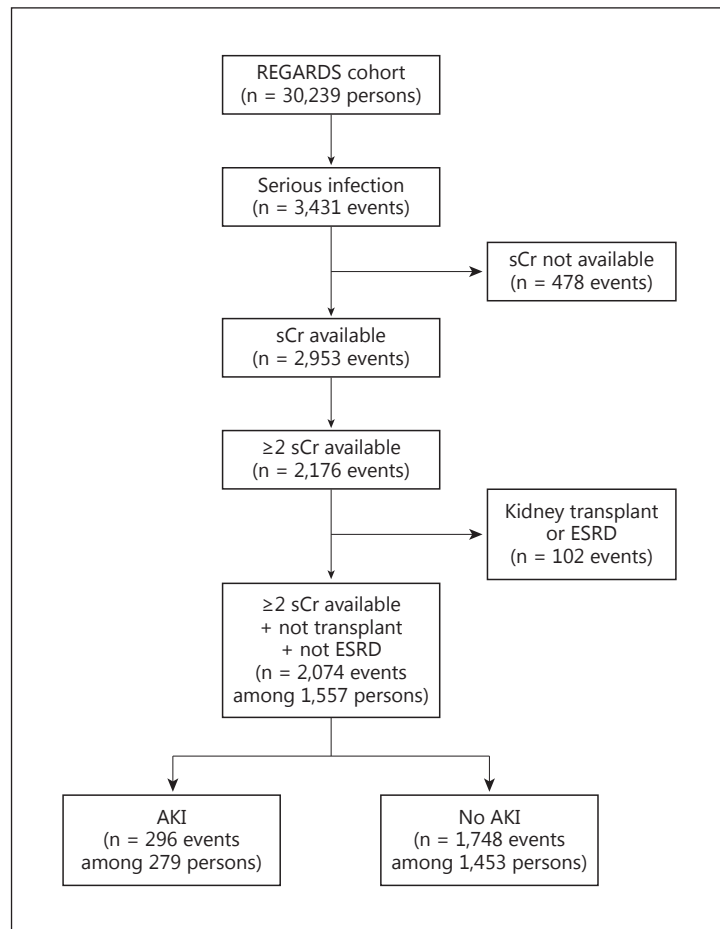 REGARDS cohort
(n = 30,239 persons)
Serious infection
(n = 3,431 events)
sCr not available
(n = 478 events)
sCr available
(n = 2,953 events)
≥2 sCr available
(n = 2,176 events)
Kidney transplant
or ESRD
(n = 102 events)
≥2 sCr available
+ not transplant
+ not ESRD
(n = 2,074 events
among 1,557 persons)
AKI
(n = 296 events
among 279 persons)
No AKI
(n = 1,748 events
among 1,453 persons)